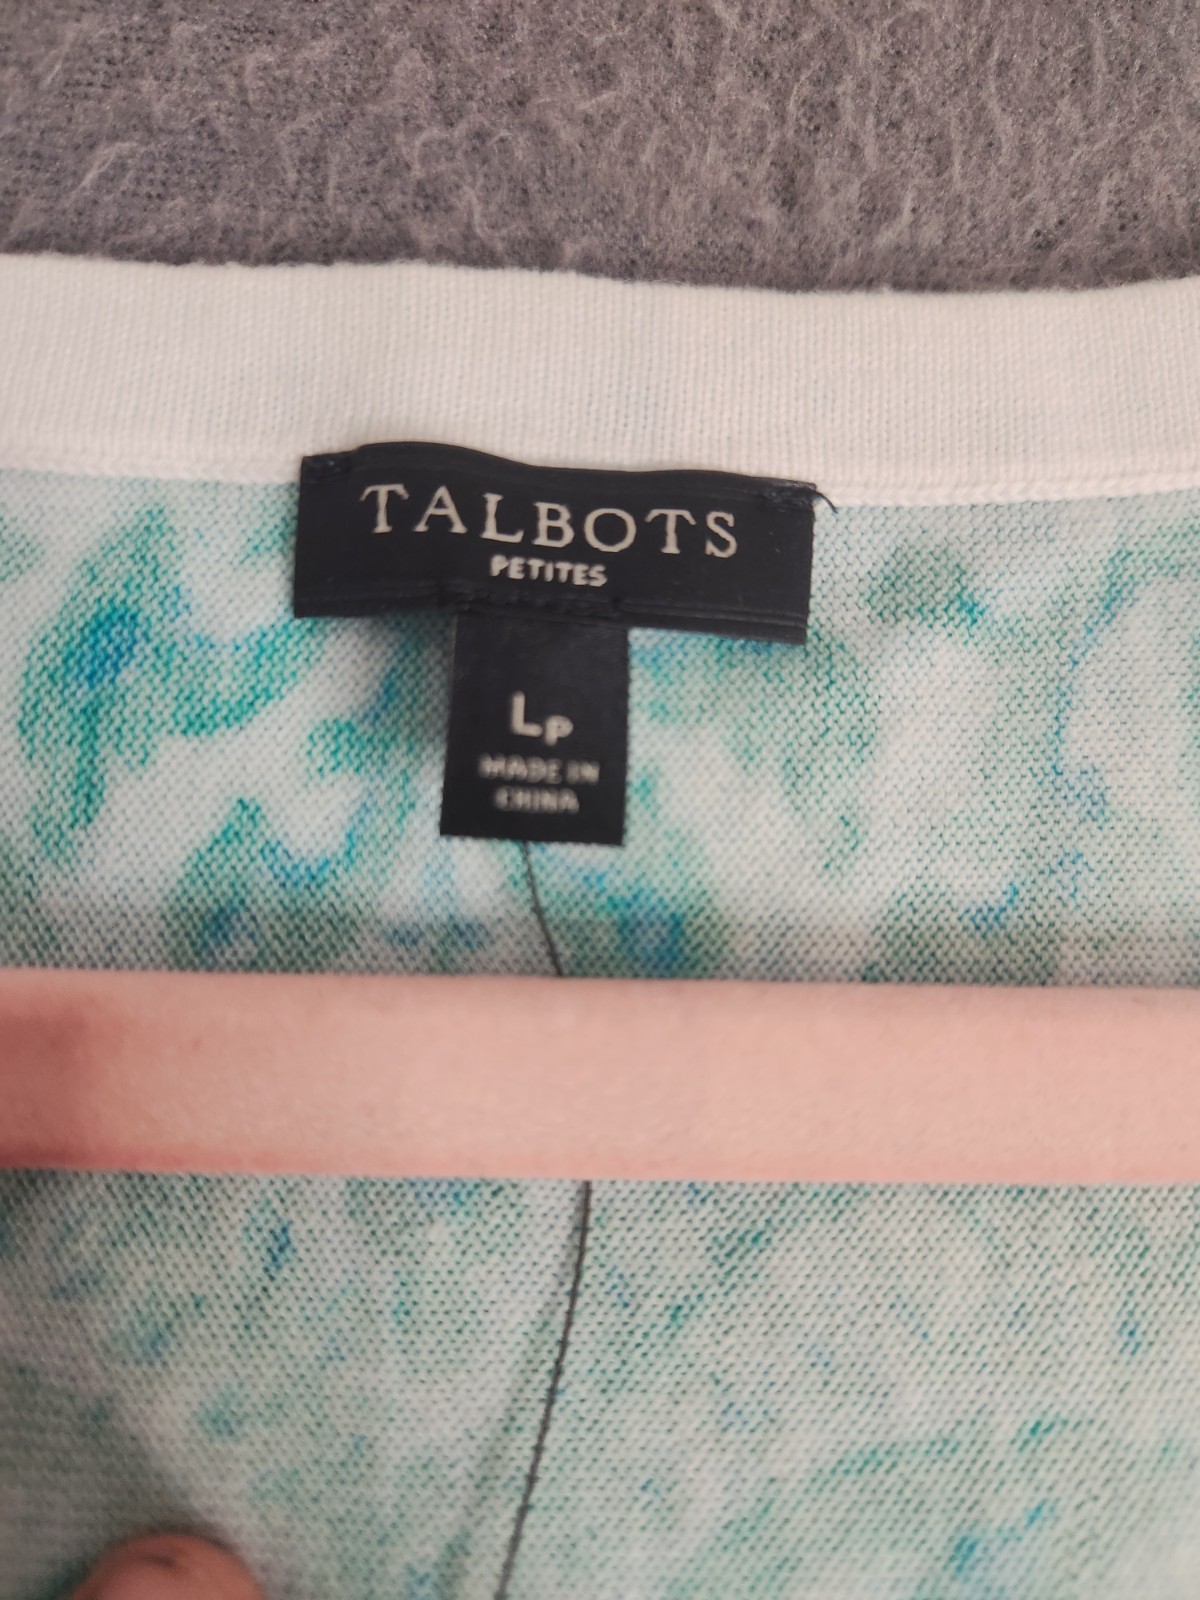 TALBOTS
PETITES
LP
MADE IN
CHINA